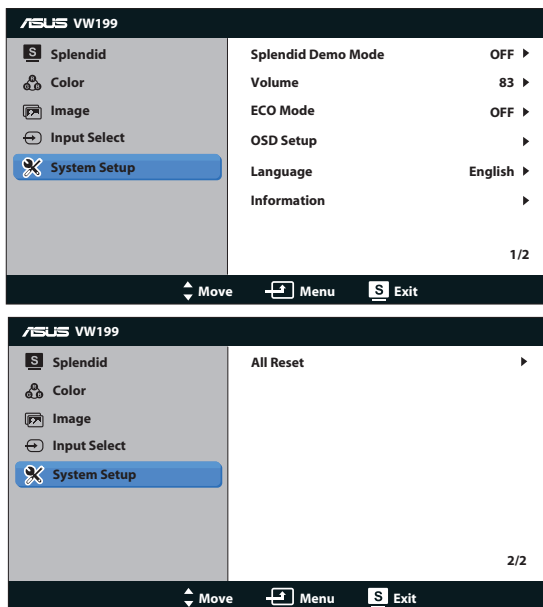 ASUS VW199
S Splendid
Color
Image
Input Select
System Setup
Splendid Demo Mode OFF
Volume 83
ECO Mode OFF
OSD Setup
Language English
Information
1/2
Move Menu S Exit
ASUS VW199
S Splendid
Color
Image
Input Select
System Setup
All Reset
2/2
Move Menu S Exit